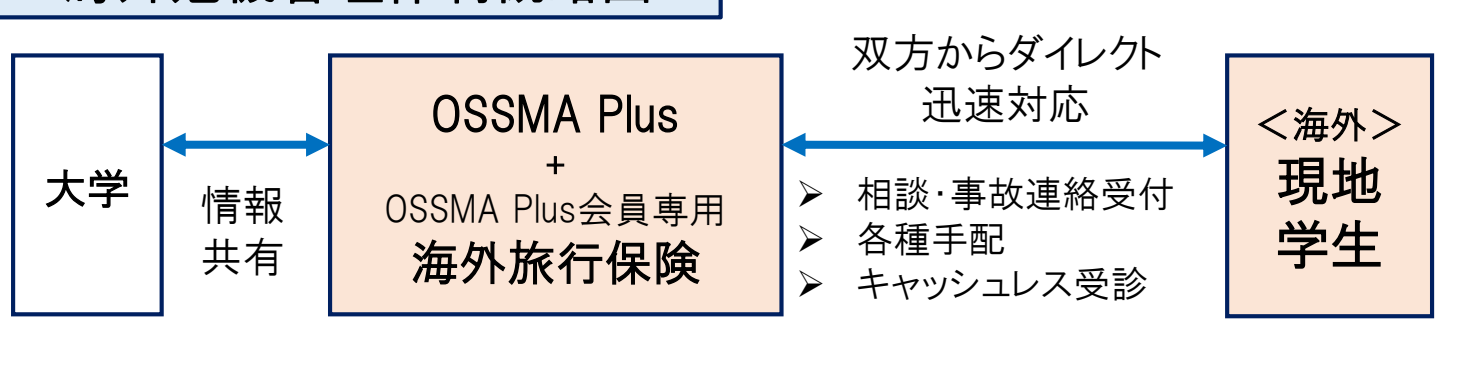 大学
情報
共有
OSSMA Plus
+
OSSMA Plus会員専用
海外旅行保険
双方からダイレクト
迅速対応
➢ 相談・事故連絡受付
➢ 各種手配
➢ キャッシュレス受診
＜海外＞
現地
学生